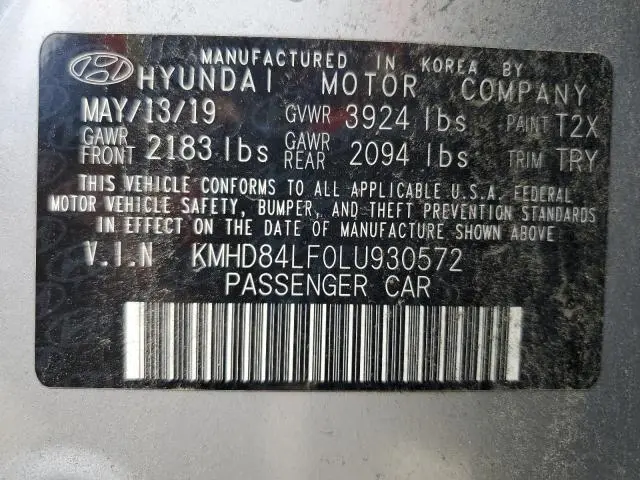 MANUFACTURED IN KOREA BY
HYUNDAI MOTOR COMPANY
MAY/13/19 GVWR 3924 lbs PAINT T2X
GAWR FRONT 2183 lbs GAWR REAR 2094 lbs TRIM TRY
THIS VEHICLE CONFORMS TO ALL APPLICABLE U.S.A. FEDERAL
MOTOR VEHICLE SAFETY, BUMPER, AND THEFT PREVENTION STANDARDS
IN EFFECT ON THE DATE OF MANUFACTURE SHOWN ABOVE.
V.I.N KMHD84LF0LU930572
PASSENGER CAR